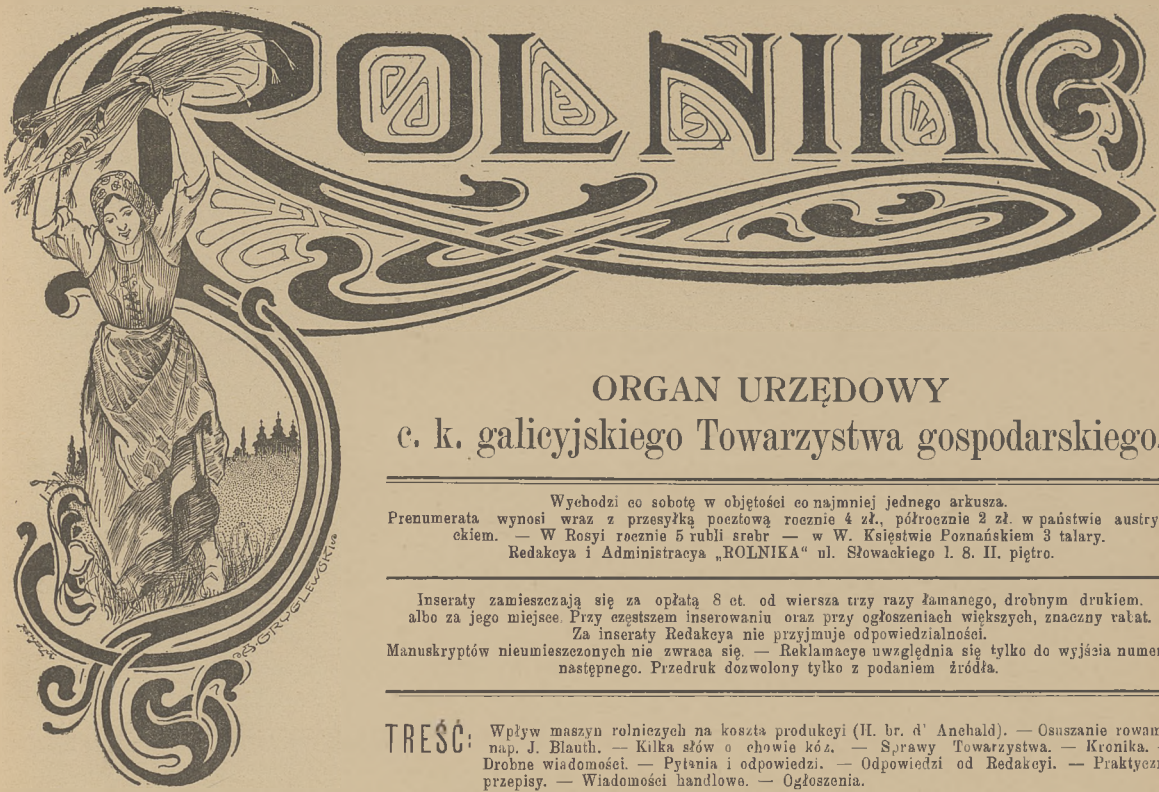 ROLNIK
ORGAN URZĘDOWY
c. k. galicyjskiego Towarzystwa gospodarskiego.
Wychodzi co sobotę w objętości co najmniej jednego arkusza.
Prenumerata wynosi wraz z przesyłką pocztową rocznie 4 zł., półrocznie 2 zł. w państwie austry-
ckiem. — W Rosyi rocznie 5 rubli srebr — w W. Księstwie Poznańskiem 3 talary.
Redakcya i Administracya „ROLNIKA" ul. Słowackiego l. 8. II. piętro.
Inseraty zamieszczają się za opłatą 8 ct. od wiersza trzy razy łamanego, drobnym drukiem.
albo za jego miejsce. Przy częstszem inserowaniu oraz przy ogłoszeniach większych, znaczny rabat.
Za inseraty Redakcya nie przyjmuje odpowiedzialności.
Manuskryptów nieumieszczonych nie zwraca się. — Reklamacye uwzględnia się tylko do wyjścia numer
następnego. Przedruk dozwolony tylko z podaniem źródła.
TREŚĆ: Wpływ maszyn rolniczych na koszta produkcyi (H. br. d' Anchald). — Osuszanie rowam
nap. J. Blauth. — Kilka słów o chowie kóz. — Sprawy Towarzystwa. — Kronika. —
Drobne wiadomości. — Pytania i odpowiedzi. — Odpowiedzi od Redakcyi. — Praktyczn
przepisy. — Wiadomości handlowe. — Ogłoszenia.
S. GRYGLEWSKI